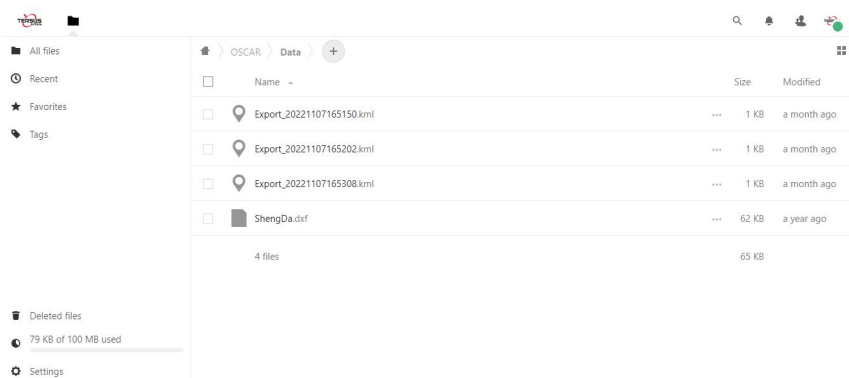 TERSUS
All files
Recent
Favorites
Tags
Deleted files
79 KB of 100 MB used
Settings
OSCAR Data +
Name Size Modified
Export_20221107165150.kml ... 1 KB a month ago
Export_20221107165202.kml ... 1 KB a month ago
Export_20221107165308.kml ... 1 KB a month ago
ShengDa.dxf ... 62 KB a year ago
4 files 65 KB